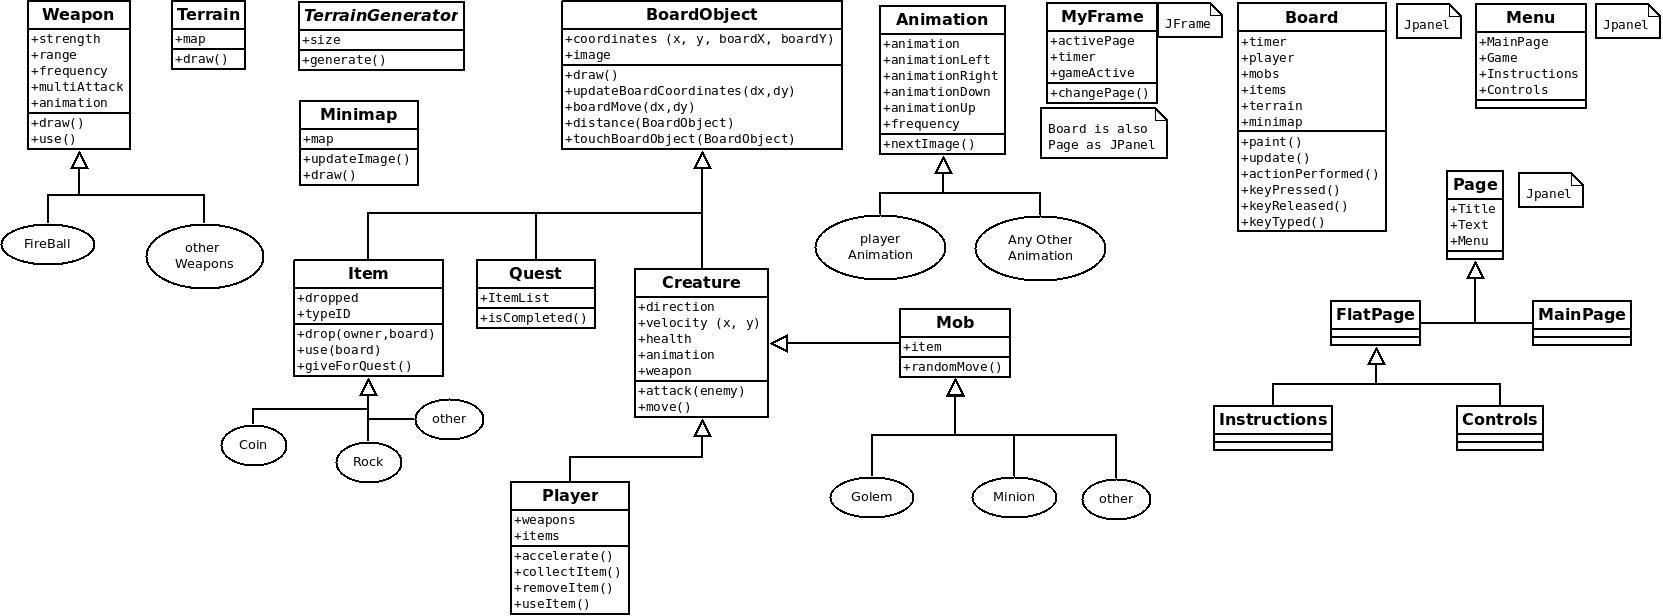 Weapon
+strength
+range
+frequency
+multiAttack
+animation
+draw()
+use()
FireBall
other
Weapons
Terrain
+map
+draw()
TerrainGenerator
+size
+generate()
Minimap
+map
+updateImage()
+draw()
BoardObject
+coordinates (x, y, boardX, boardY)
+image
+draw()
+updateBoardCoordinates(dx,dy)
+boardMove(dx,dy)
+distance(BoardObject)
+touchBoardObject(BoardObject)
Item
+dropped
+typeID
+drop(owner,board)
+use(board)
+giveForQuest()
Coin
Rock
other
Quest
+ItemList
+isCompleted()
Creature
+direction
+velocity (x, y)
+health
+animation
+weapon
+attack(enemy)
+move()
Player
+weapons
+items
+accelerate()
+collectItem()
+removeItem()
+useItem()
Mob
+item
+randomMove()
Golem
Minion
other
Animation
+animation
+animationLeft
+animationRight
+animationDown
+animationUp
+frequency
+nextImage()
player
Animation
Any Other
Animation
MyFrame
+activePage
+timer
+gameActive
+changePage()
JFrame
Board is also
Page as JPanel
Board
+timer
+player
+mobs
+items
+terrain
+minimap
+paint()
+update()
+actionPerformed()
+keyPressed()
+keyReleased()
+keyTyped()
Jpanel
Menu
+MainPage
+Game
+Instructions
+Controls
Jpanel
Page
+Title
+Text
+Menu
Jpanel
FlatPage
MainPage
Instructions
Controls